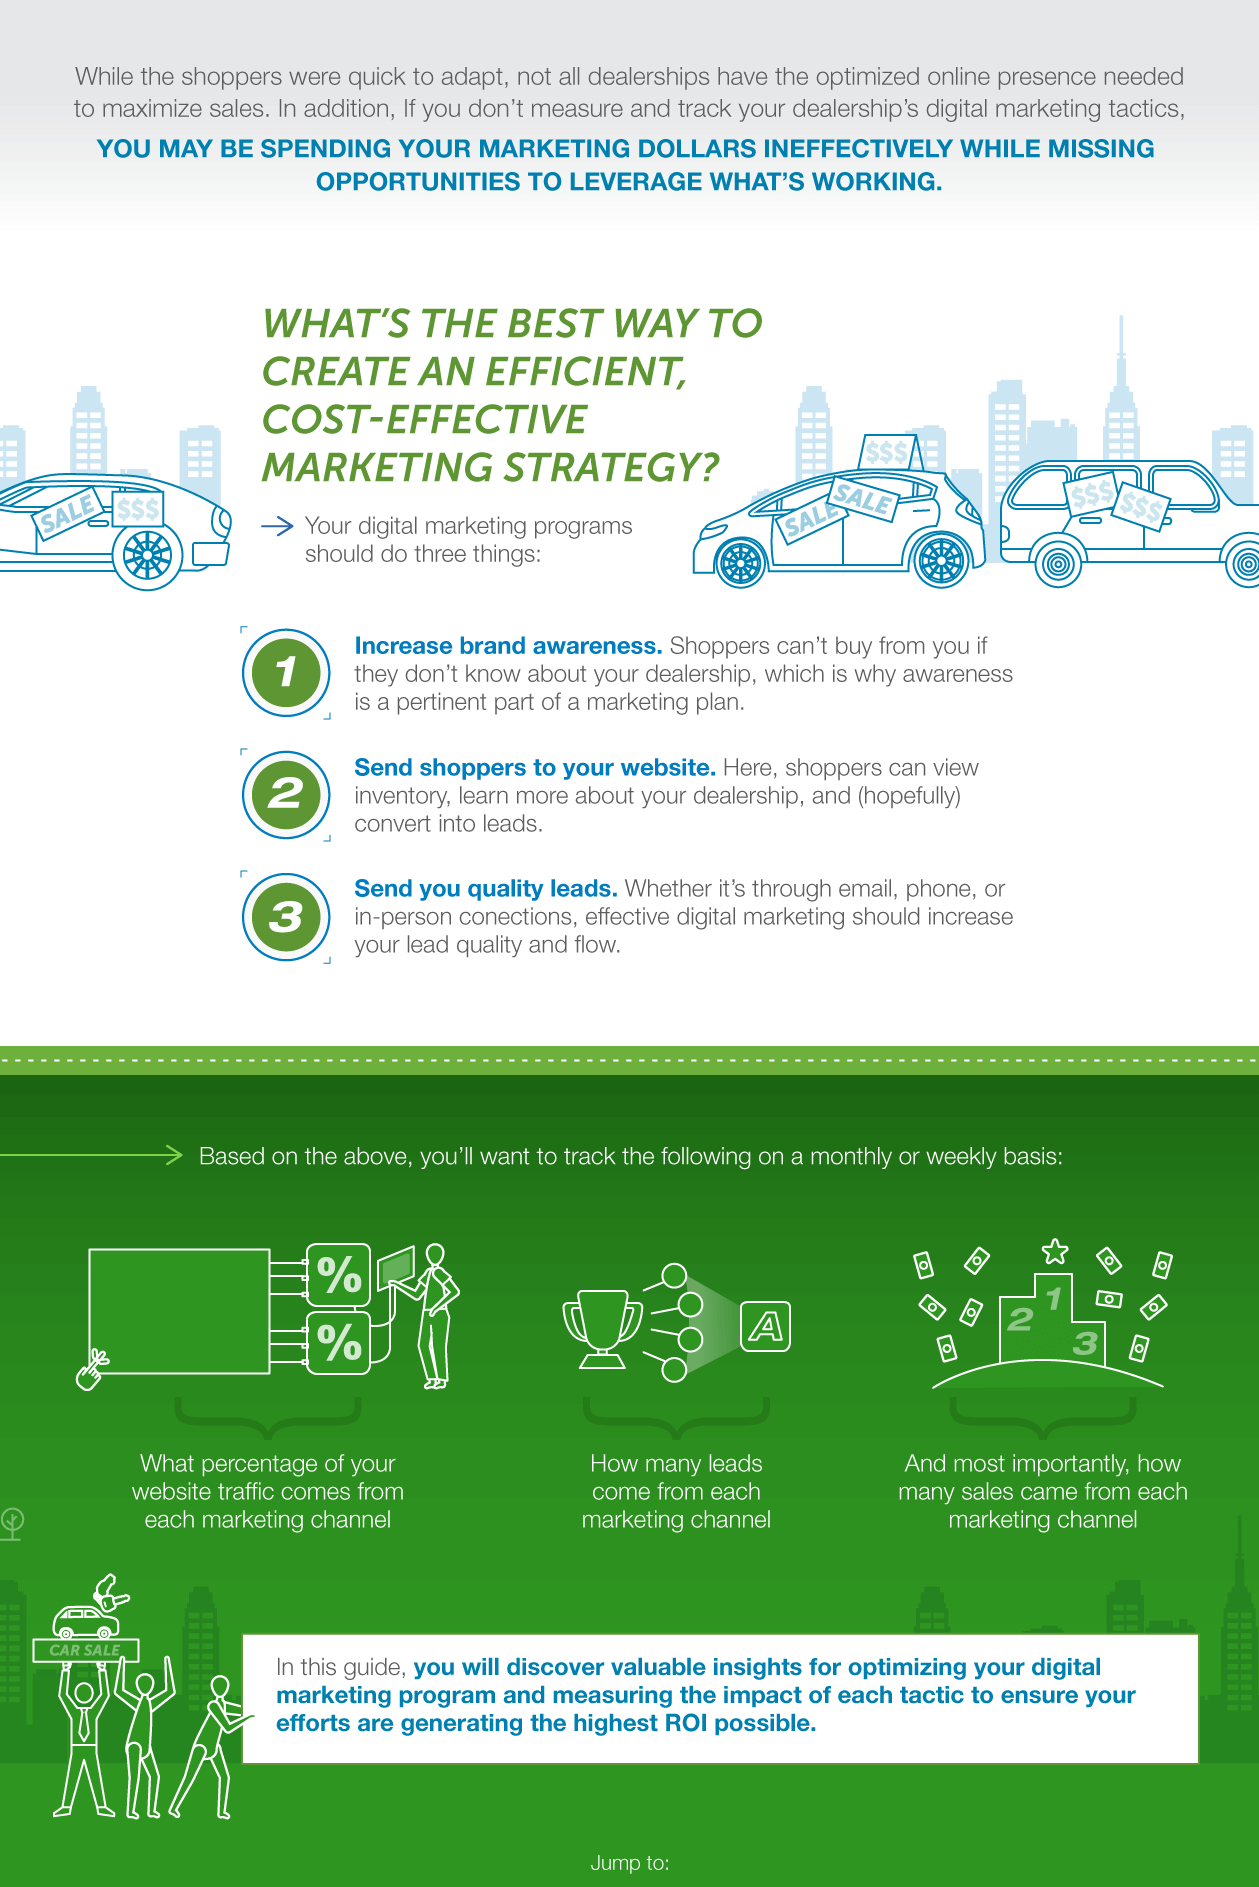 While the shoppers were quick to adapt, not all dealerships have the optimized online presence needed
to maximize sales. In addition, If you don't measure and track your dealership's digital marketing tactics,
YOU MAY BE SPENDING YOUR MARKETING DOLLARS INEFFECTIVELY WHILE MISSING
OPPORTUNITIES TO LEVERAGE WHAT'S WORKING.
WHAT'S THE BEST WAY TO
CREATE AN EFFICIENT,
COST-EFFECTIVE
MARKETING STRATEGY?
Your digital marketing programs
should do three things:
SALE
$$$
$$$
SALE
SALE
$$$
$$$
1
Increase brand awareness. Shoppers can't buy from you if
they don't know about your dealership, which is why awareness
is a pertinent part of a marketing plan.
2
Send shoppers to your website. Here, shoppers can view
inventory, learn more about your dealership, and (hopefully)
convert into leads.
3
Send you quality leads. Whether it's through email, phone, or
in-person conections, effective digital marketing should increase
your lead quality and flow.
Based on the above, you'll want to track the following on a monthly or weekly basis:
%
%
A
1
2
3
What percentage of your
website traffic comes from
each marketing channel
How many leads
come from each
marketing channel
And most importantly, how
many sales came from each
marketing channel
CAR SALE
In this guide, you will discover valuable insights for optimizing your digital
marketing program and measuring the impact of each tactic to ensure your
efforts are generating the highest ROI possible.
Jump to: